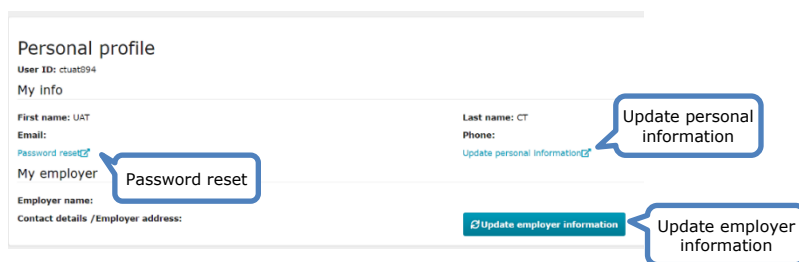 Personal profile
User ID: ctuat894
My info
First name: UAT
Last name: CT
Email:
Phone:
Password reset
Update personal information
Update personal
information
Password reset
My employer
Employer name:
Contact details /Employer address:
Update employer information
Update employer
information